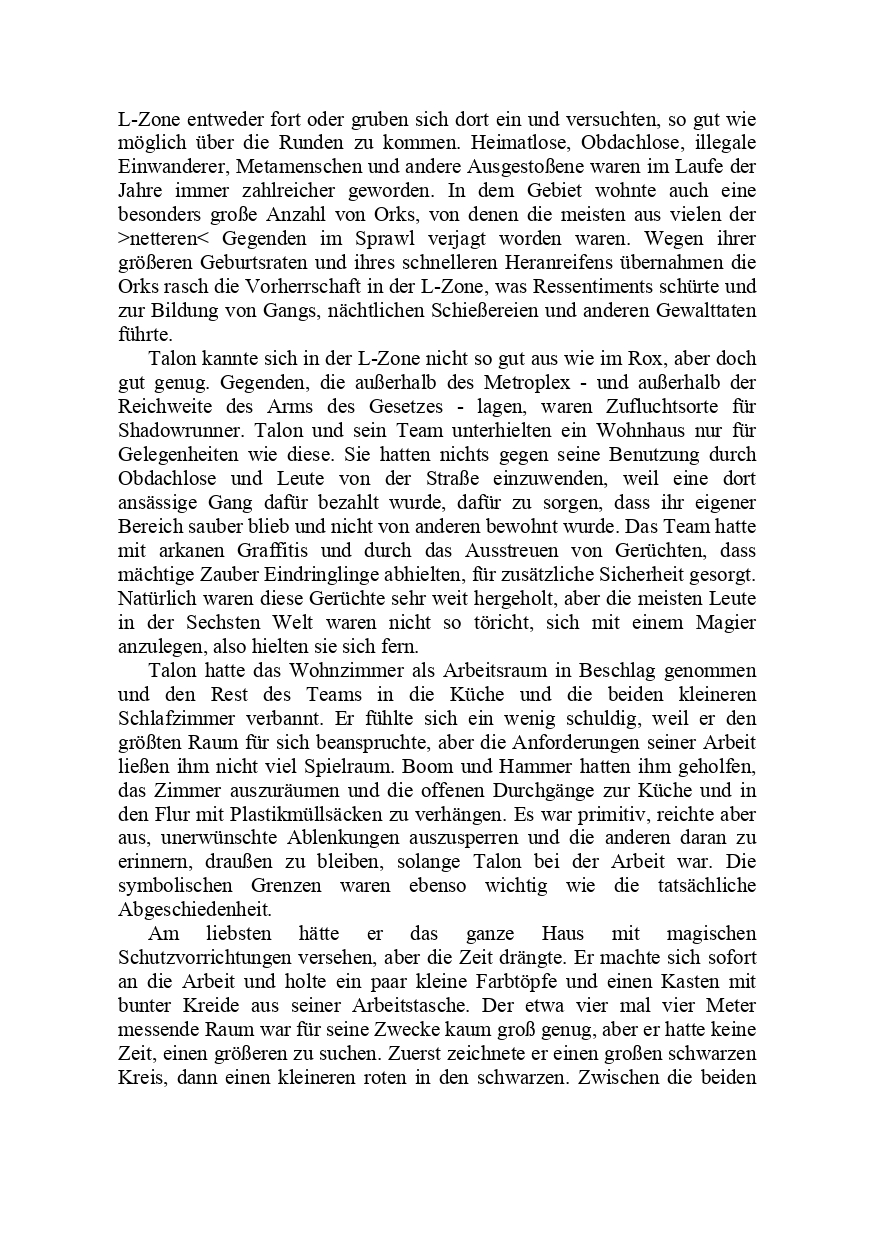 L-Zone entweder fort oder gruben sich dort ein und versuchten, so gut wie
möglich über die Runden zu kommen. Heimatlose, Obdachlose, illegale
Einwanderer, Metamenschen und andere Ausgestoßene waren im Laufe der
Jahre immer zahlreicher geworden. In dem Gebiet wohnte auch eine
besonders große Anzahl von Orks, von denen die meisten aus vielen der
>netteren< Gegenden im Sprawl verjagt worden waren. Wegen ihrer
größeren Geburtsraten und ihres schnelleren Heranreifens übernahmen die
Orks rasch die Vorherrschaft in der L-Zone, was Ressentiments schürte und
zur Bildung von Gangs, nächtlichen Schießereien und anderen Gewalttaten
führte.
Talon kannte sich in der L-Zone nicht so gut aus wie im Rox, aber doch
gut genug. Gegenden, die außerhalb des Metroplex - und außerhalb der
Reichweite des Arms des Gesetzes - lagen, waren Zufluchtsorte für
Shadowrunner. Talon und sein Team unterhielten ein Wohnhaus nur für
Gelegenheiten wie diese. Sie hatten nichts gegen seine Benutzung durch
Obdachlose und Leute von der Straße einzuwenden, weil eine dort
ansässige Gang dafür bezahlt wurde, dafür zu sorgen, dass ihr eigener
Bereich sauber blieb und nicht von anderen bewohnt wurde. Das Team hatte
mit arkanen Graffitis und durch das Ausstreuen von Gerüchten, dass
mächtige Zauber Eindringlinge abhielten, für zusätzliche Sicherheit gesorgt.
Natürlich waren diese Gerüchte sehr weit hergeholt, aber die meisten Leute
in der Sechsten Welt waren nicht so töricht, sich mit einem Magier
anzulegen, also hielten sie sich fern.
Talon hatte das Wohnzimmer als Arbeitsraum in Beschlag genommen
und den Rest des Teams in die Küche und die beiden kleineren
Schlafzimmer verbannt. Er fühlte sich ein wenig schuldig, weil er den
größten Raum für sich beanspruchte, aber die Anforderungen seiner Arbeit
ließen ihm nicht viel Spielraum. Boom und Hammer hatten ihm geholfen,
das Zimmer auszuräumen und die offenen Durchgänge zur Küche und in
den Flur mit Plastikmüllsäcken zu verhängen. Es war primitiv, reichte aber
aus, unerwünschte Ablenkungen auszusperren und die anderen daran zu
erinnern, draußen zu bleiben, solange Talon bei der Arbeit war. Die
symbolischen Grenzen waren ebenso wichtig wie die tatsächliche
Abgeschiedenheit.
Am liebsten hätte er das ganze Haus mit magischen
Schutzvorrichtungen versehen, aber die Zeit drängte. Er machte sich sofort
an die Arbeit und holte ein paar kleine Farbtöpfe und einen Kasten mit
bunter Kreide aus seiner Arbeitstasche. Der etwa vier mal vier Meter
messende Raum war für seine Zwecke kaum groß genug, aber er hatte keine
Zeit, einen größeren zu suchen. Zuerst zeichnete er einen großen schwarzen
Kreis, dann einen kleineren roten in den schwarzen. Zwischen die beiden